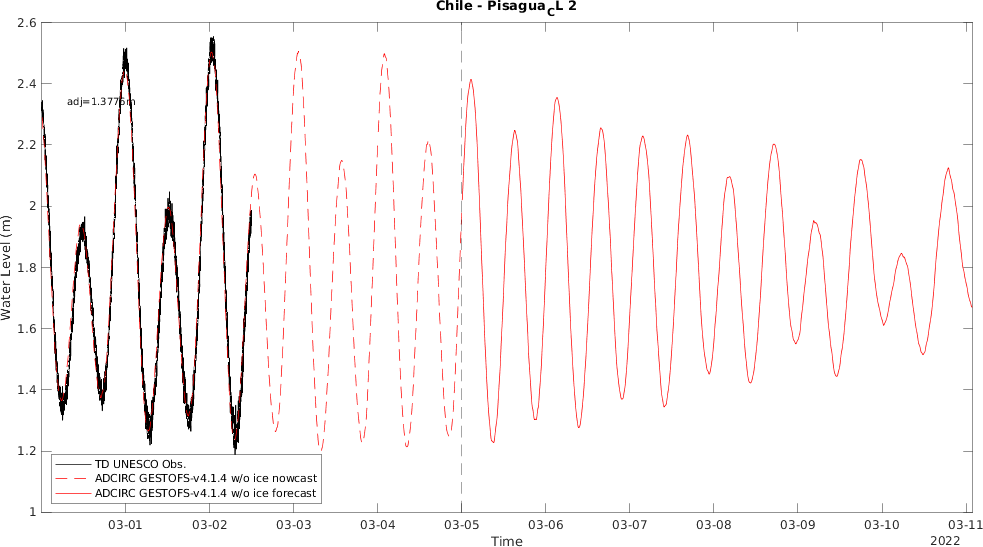 Chile - Pisagua_CL 2
2.6
2.4
adj=1.3776m
2.2
2
1.8
1.6
1.4
1.2
1
Water Level (m)
TD UNESCO Obs.
ADCIRC GESTOFS-v4.1.4 w/o ice nowcast
ADCIRC GESTOFS-v4.1.4 w/o ice forecast
03-01 03-02 03-03 03-04 03-05 03-06 03-07 03-08 03-09 03-10 03-11
Time
2022